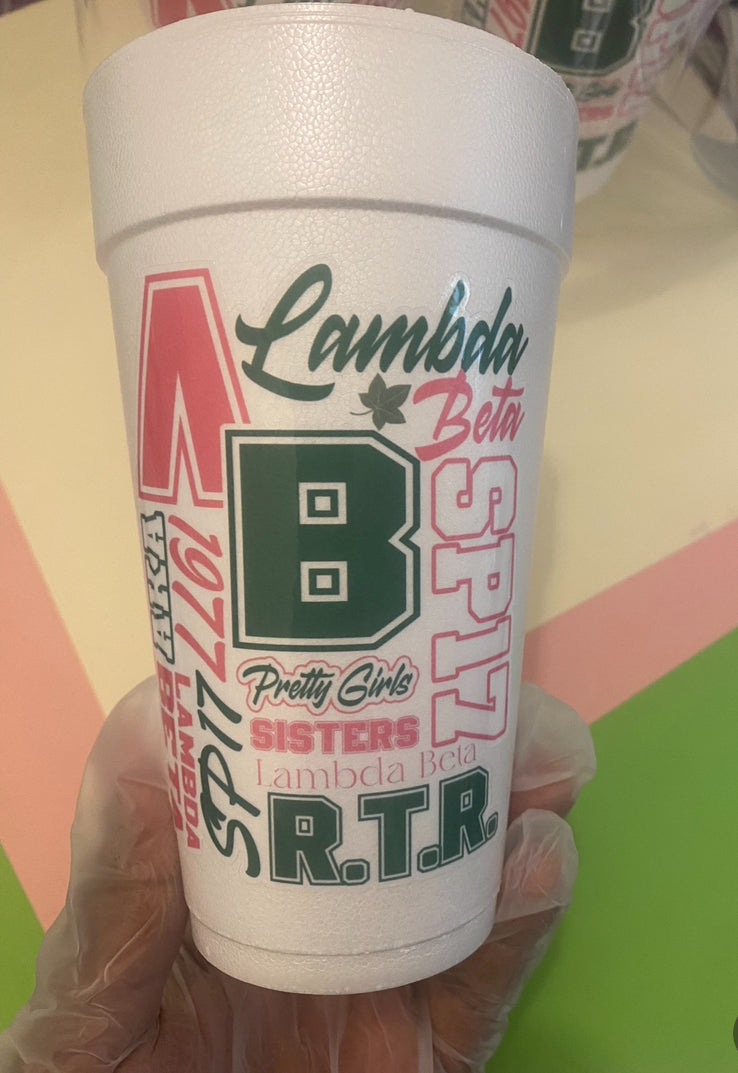 Λ
Lambda
Beta
B
SP17
1977
Pretty Girls
SISTERS
Lambda Beta
R.T.R.
SP17
LAMBDA
BETA